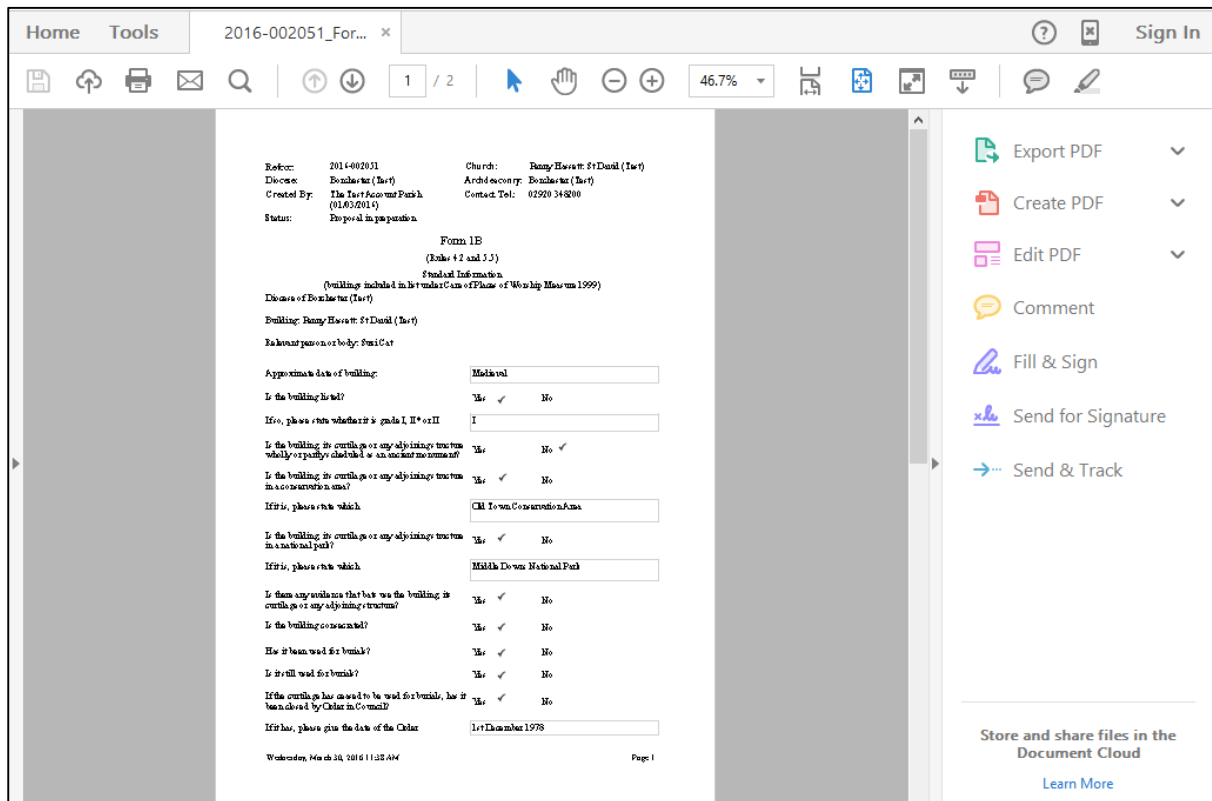 Home Tools 2016-002051_For... × Sign In
1 / 2 46.7%
Ref no: 2016-002051 Church: Fanny Hassett: St David (Test)
Diocese: Borchester (Test) Archdeaconry: Borchester (Test)
Created By: The Test Account Parish Contact Tel.: 02920 348200
(01/03/2016)
Status: Proposal in preparation
Form 1B
(Rules 4.2 and 5.5)
Standard Information
(buildings included in list under Care of Places of Worship Measure 1999)
Diocese of Borchester (Test)
Building: Fanny Hassett: St David (Test)
Relevant person or body: Suzi Cat
Approximate date of building: Medieval
Is the building listed? Yes ✓ No
If so, please state whether it is grade I, II* or II I
Is the building, its curtilage or any adjoining structure
wholly or partly scheduled as an ancient monument? Yes No ✓
Is the building, its curtilage or any adjoining structure
in a conservation area? Yes ✓ No
If it is, please state which Old Town Conservation Area
Is the building, its curtilage or any adjoining structure
in a national park? Yes ✓ No
If it is, please state which Middle Downs National Park
Is there any evidence that bats use the building, its
curtilage or any adjoining structure? Yes ✓ No
Is the building consecrated? Yes ✓ No
Has it been used for burials? Yes ✓ No
Is it still used for burials? Yes ✓ No
If the curtilage has ceased to be used for burials, has it
been closed by Order in Council? Yes ✓ No
If it has, please give the date of the Order 1st December 1978
Wednesday, March 30, 2016 11:38 AM Page 1
Export PDF
Create PDF
Edit PDF
Comment
Fill & Sign
Send for Signature
Send & Track
Store and share files in the
Document Cloud
Learn More